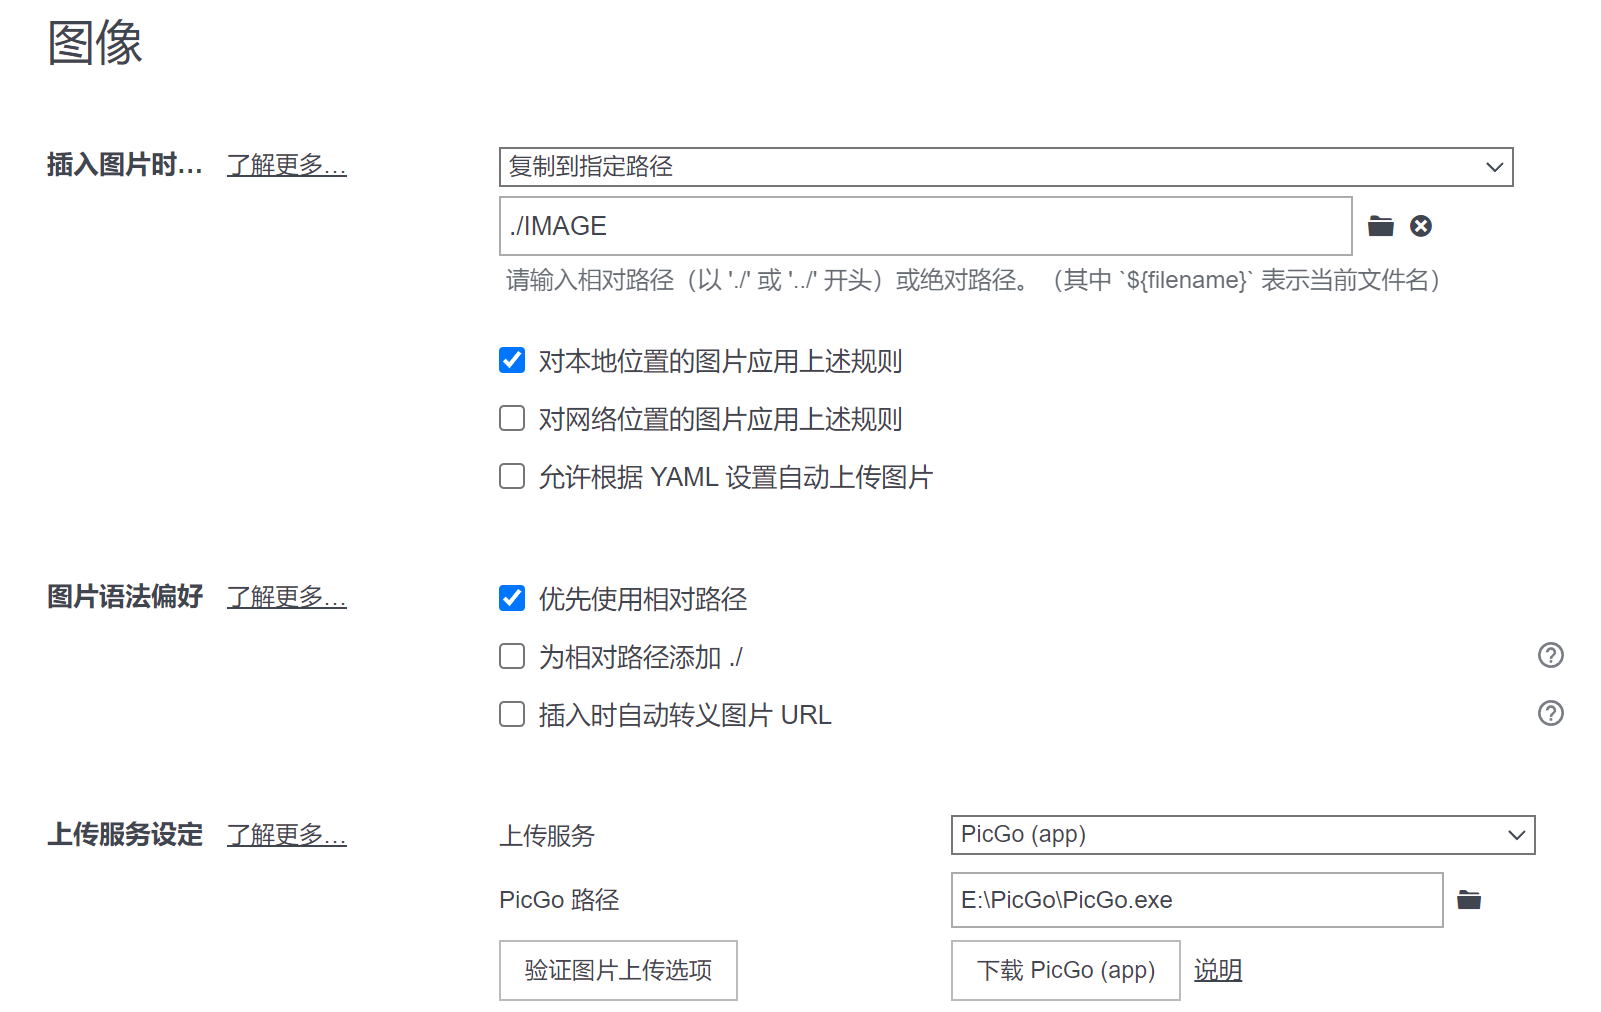 图像
插入图片时... 了解更多...
复制到指定路径
./IMAGE
请输入相对路径（以 './' 或 '../' 开头）或绝对路径。（其中 `${filename}` 表示当前文件名）
对本地位置的图片应用上述规则
对网络位置的图片应用上述规则
允许根据 YAML 设置自动上传图片
图片语法偏好 了解更多...
优先使用相对路径
为相对路径添加 ./
插入时自动转义图片 URL
上传服务设定 了解更多...
上传服务 PicGo (app)
PicGo 路径 E:\PicGo\PicGo.exe
验证图片上传选项 下载 PicGo (app) 说明